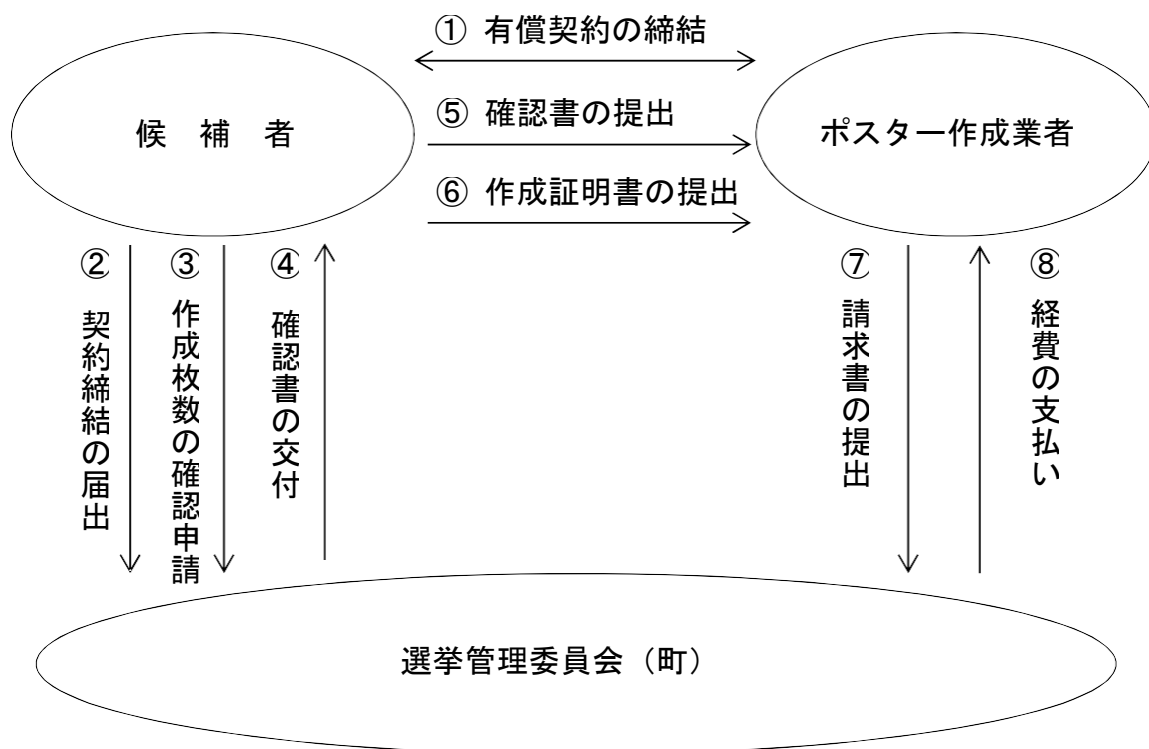 ① 有償契約の締結
候　補　者
⑤ 確認書の提出
ポスター作成業者
⑥ 作成証明書の提出
② 契約締結の届出
③ 作成枚数の確認申請
④ 確認書の交付
⑦ 請求書の提出
⑧ 経費の支払い
選挙管理委員会（町）